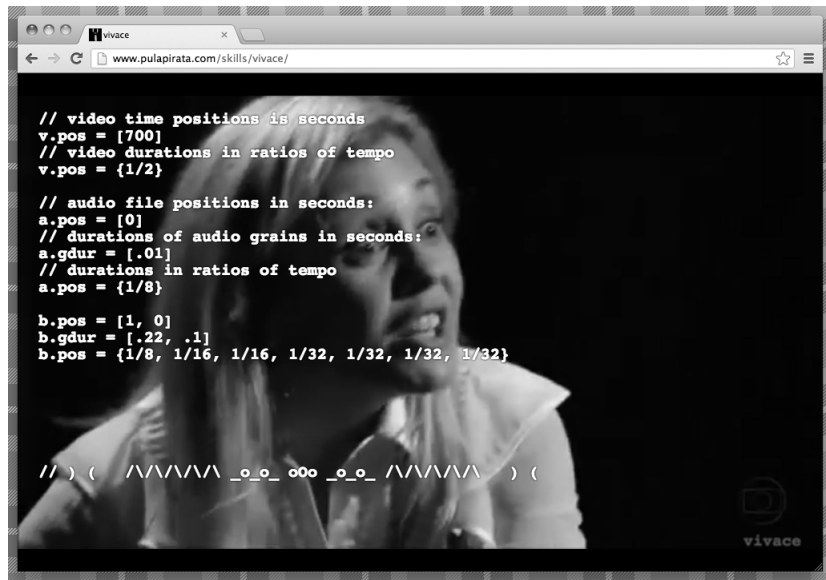 vivace
www.pulapirata.com/skills/vivace/
// video time positions is seconds
v.pos = [700]
// video durations in ratios of tempo
v.pos = {1/2}
// audio file positions in seconds:
a.pos = [0]
// durations of audio grains in seconds:
a.gdur = [.01]
// durations in ratios of tempo
a.pos = {1/8}
b.pos = [1, 0]
b.gdur = [.22, .1]
b.pos = {1/8, 1/16, 1/16, 1/32, 1/32, 1/32, 1/32}
// ) (   /\/\/\/\/\ _o_o_ oOo _o_o_ /\/\/\/\/\   ) (
vivace